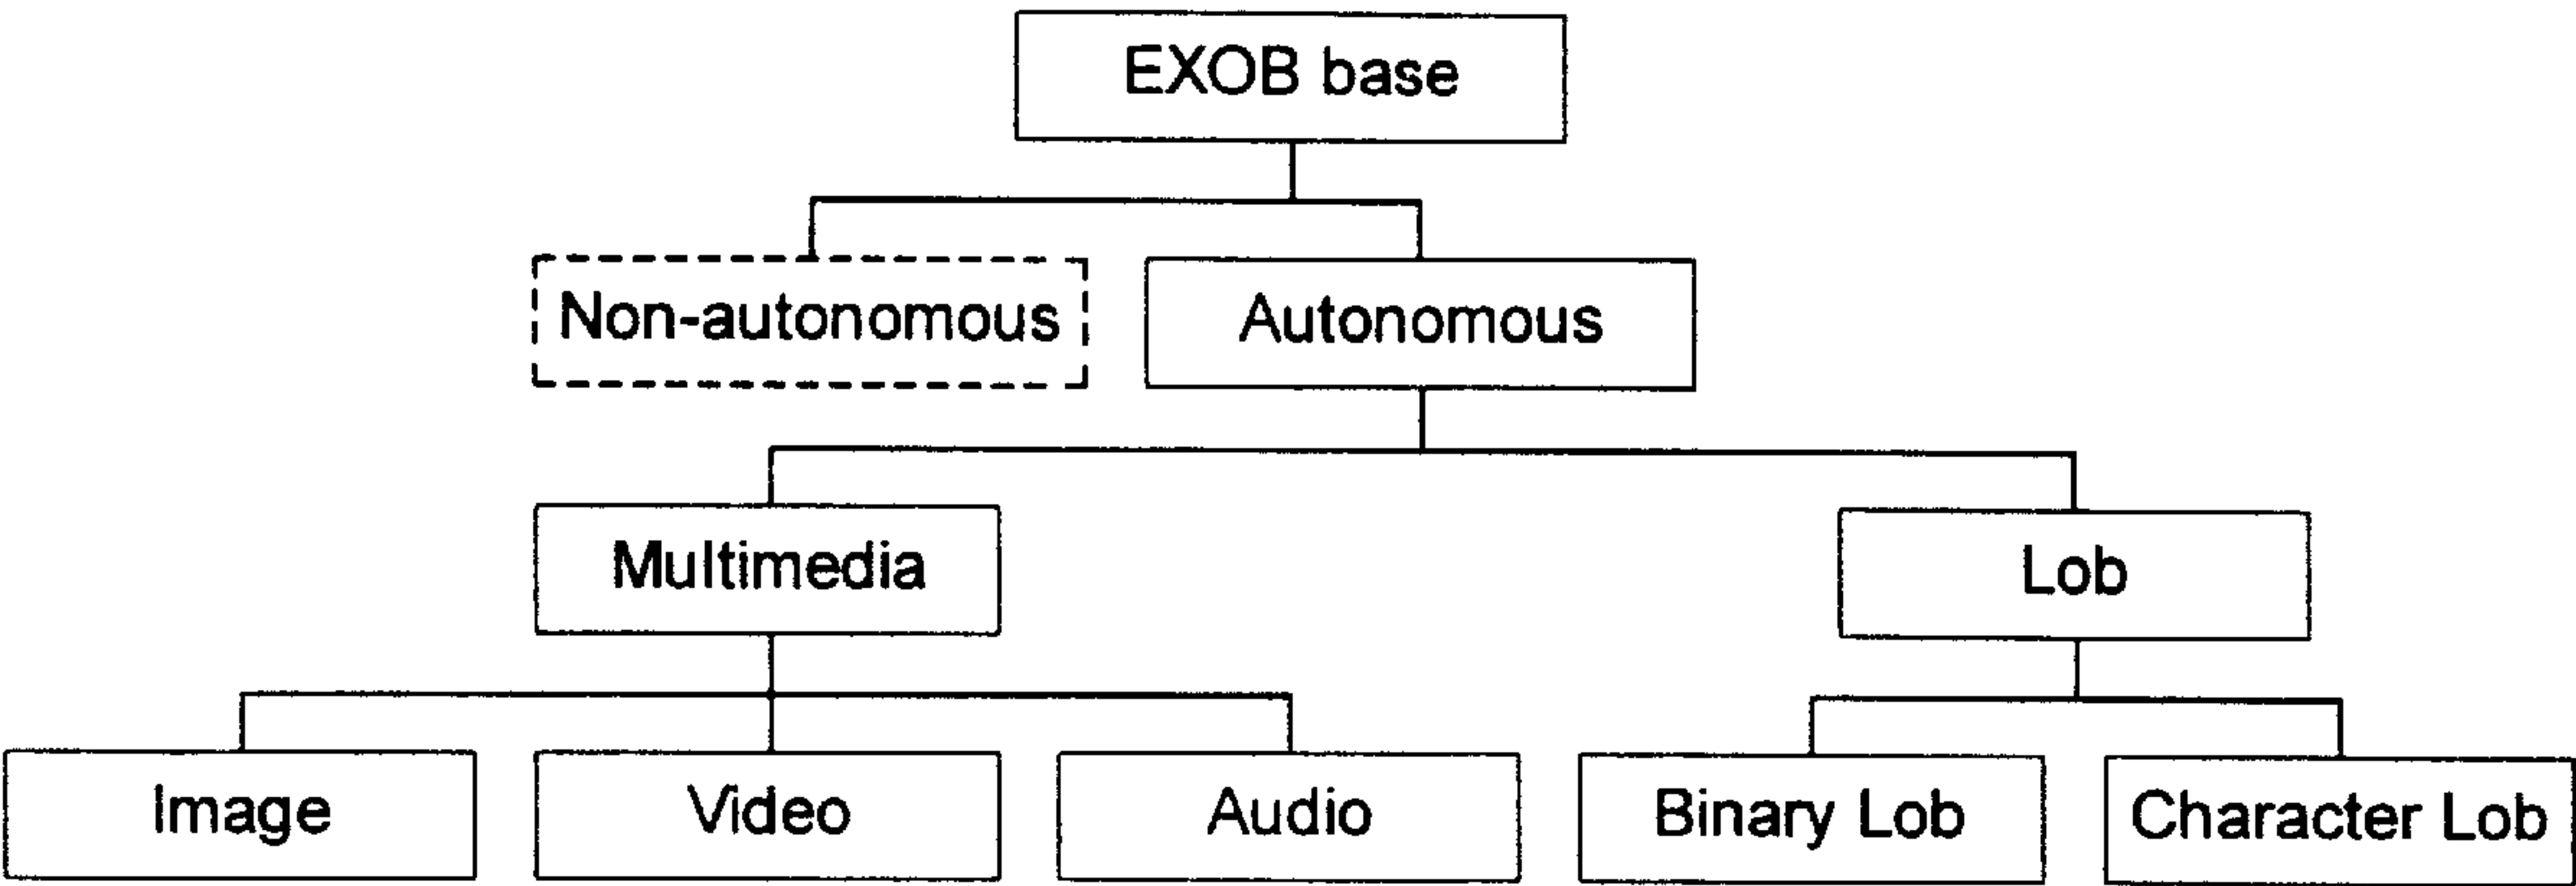 EXOB base
Non-autonomous
Autonomous
Multimedia
Lob
Image
Video
Audio
Binary Lob
Character Lob